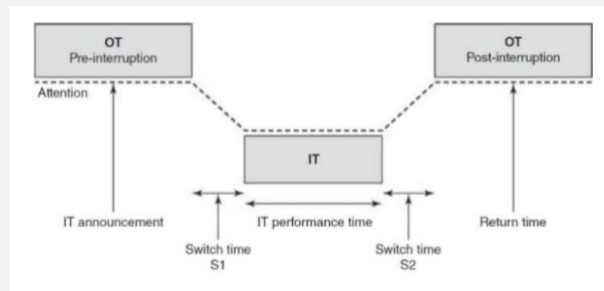 OT
Pre-interruption
OT
Post-interruption
Attention
IT
IT announcement
IT performance time
Return time
Switch time
S1
Switch time
S2